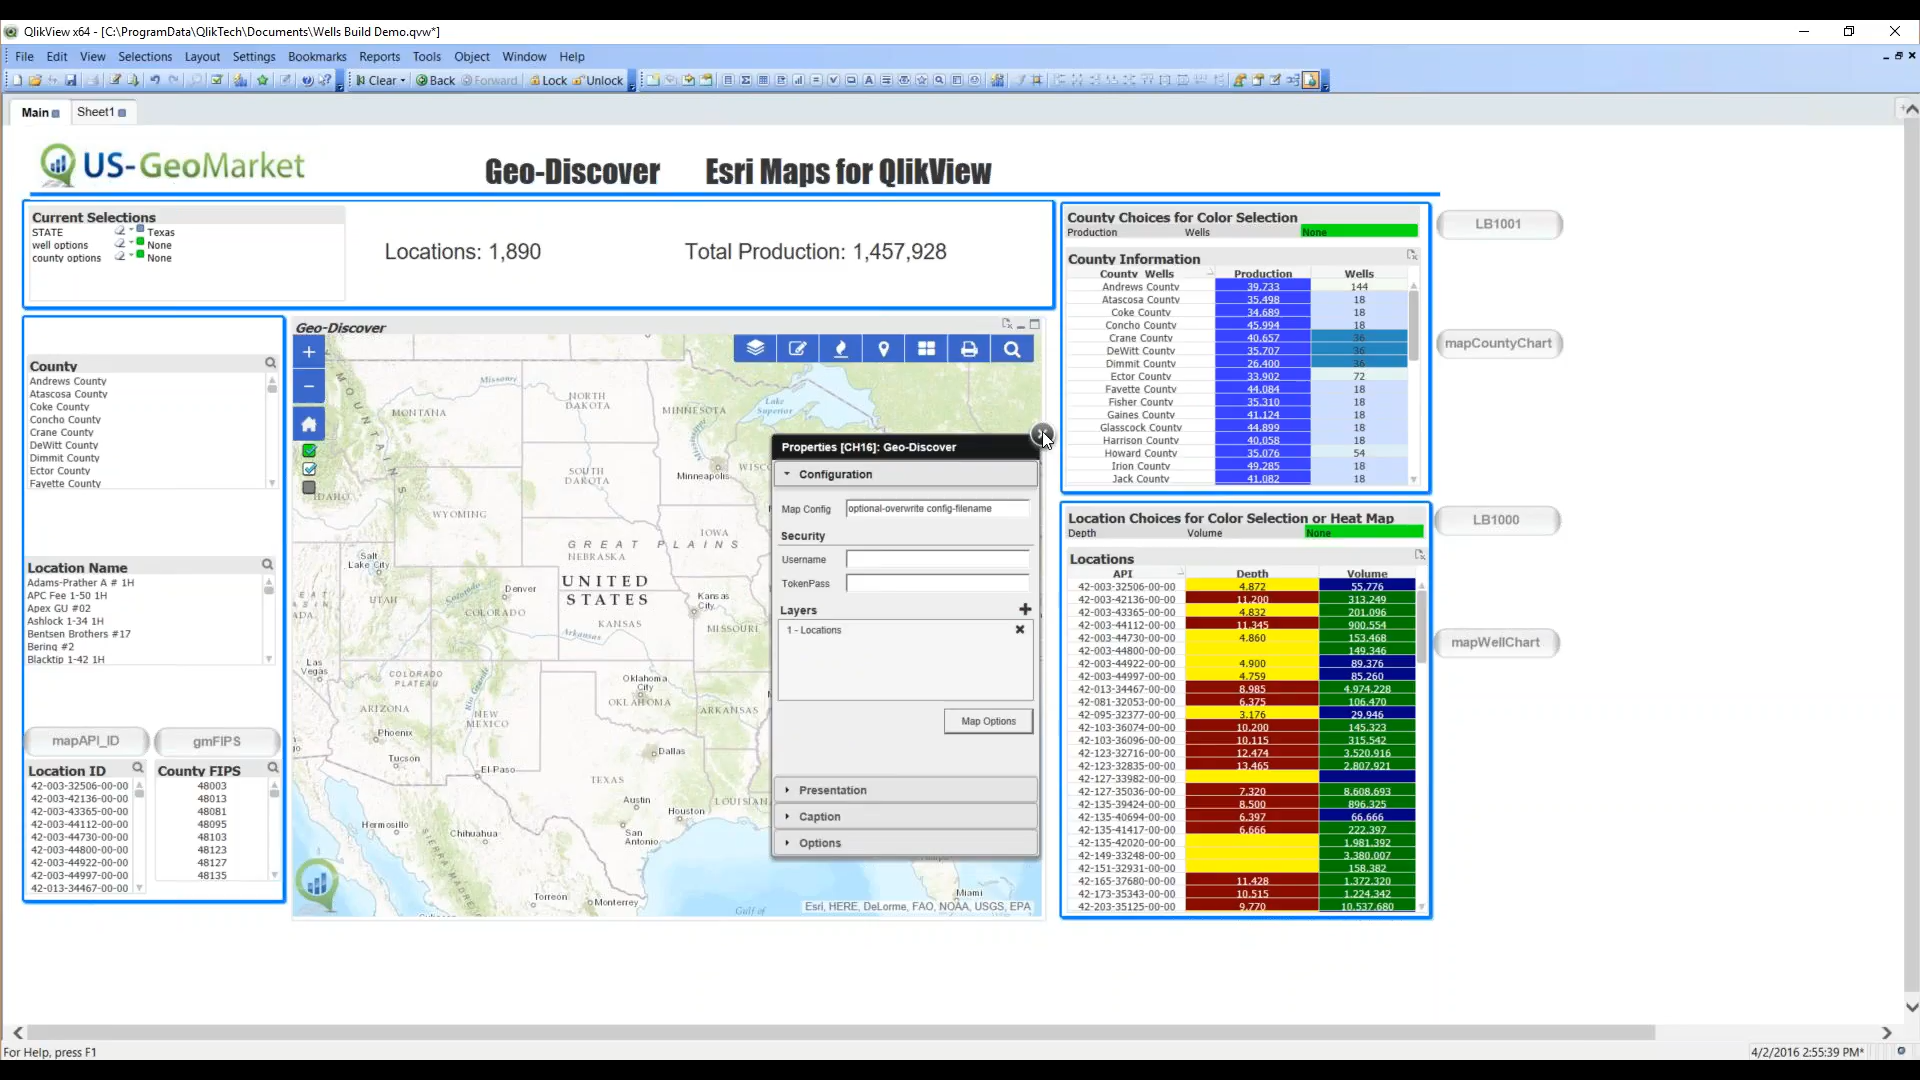 QlikView x64 - [C:\ProgramData\QlikTech\Documents\Wells Build Demo.qvw*]
File Edit View Selections Layout Settings Bookmarks Reports Tools Object Window Help
Clear Back Forward Lock Unlock
Main Sheet1
US-GeoMarket
Geo-Discover Esri Maps for QlikView
Current Selections
STATE Texas
well options None
county options None
Locations: 1,890 Total Production: 1,457,928
County
Andrews County
Atascosa County
Coke County
Concho County
Crane County
DeWitt County
Dimmit County
Ector County
Fayette County
Location Name
Adams-Prather A # 1H
APC Fee 1-50 1H
Apex GU #02
Ashlock 1-34 1H
Bentsen Brothers #17
Bering #2
Blacktip 1-42 1H
mapAPI_ID gmFIPS
Location ID
42-003-32506-00-00
42-003-42136-00-00
42-003-43365-00-00
42-003-44112-00-00
42-003-44730-00-00
42-003-44800-00-00
42-003-44922-00-00
42-003-44997-00-00
42-013-34467-00-00
County FIPS
48003
48013
48081
48095
48103
48123
48127
48135
Geo-Discover
Missouri
NORTH
DAKOTA
MONTANA
MINNESOTA
Lake
Superior
SOUTH
DAKOTA
Minneapolis
WISC
IDAHO
WYOMING
IOWA
GREAT PLAINS
NEBRASKA
Salt
Lake City
UNITED
STATES
Denver
UTAH
Colorado
COLORADO
Kansas
City
KANSAS
MISSOURI
Arkansas
Las
Vegas
COLORADO
PLATEAU
Rio Grande
Oklahoma
City
OKLAHOMA
ARKANSAS
ARIZONA
NEW
MEXICO
Phoenix
Tucson
Dallas
El Paso
TEXAS
LOUISIAN
Austin
Houston
San
Antonio
Hermosillo
Chihuahua
SIERRA MADRE
Torreon
Monterrey
Gulf of
Miami
Esri, HERE, DeLorme, FAO, NOAA, USGS, EPA
Properties [CH16]: Geo-Discover
Configuration
Map Config optional-overwrite config-filename
Security
Username
TokenPass
Layers
1 - Locations
Map Options
Presentation
Caption
Options
County Choices for Color Selection
Production Wells None
County Information
County Wells Production Wells
Andrews County 39,733 144
Atascosa County 35,498 18
Coke County 34,689 18
Concho County 45,994 18
Crane County 40,657 36
DeWitt County 35,707 36
Dimmit County 26,400 36
Ector County 33,902 72
Fayette County 44,084 18
Fisher County 35,310 18
Gaines County 41,124 18
Glasscock County 44,899 18
Harrison County 40,058 18
Howard County 35,076 54
Irion County 49,285 18
Jack County 41,082 18
Location Choices for Color Selection or Heat Map
Depth Volume None
Locations
API Depth Volume
42-003-32506-00-00 4,872 55,776
42-003-42136-00-00 11,200 313,249
42-003-43365-00-00 4,832 201,096
42-003-44112-00-00 11,345 900,554
42-003-44730-00-00 4,860 153,468
42-003-44800-00-00 149,346
42-003-44922-00-00 4,900 89,376
42-003-44997-00-00 4,759 85,260
42-013-34467-00-00 8,985 4,974,228
42-081-32053-00-00 6,375 106,470
42-095-32377-00-00 3,176 29,946
42-103-36074-00-00 10,200 145,323
42-103-36096-00-00 10,115 315,542
42-123-32716-00-00 12,474 3,520,916
42-123-32835-00-00 13,465 2,807,921
42-127-33982-00-00
42-127-35036-00-00 7,320 8,608,693
42-135-39424-00-00 8,500 896,325
42-135-40694-00-00 6,397 66,666
42-135-41417-00-00 6,666 222,397
42-135-42020-00-00 1,981,392
42-149-33248-00-00 3,380,007
42-151-32931-00-00 158,382
42-165-37680-00-00 11,428 1,372,320
42-173-35343-00-00 10,515 1,224,342
42-203-35125-00-00 9,770 10,537,680
LB1001
mapCountyChart
LB1000
mapWellChart
For Help, press F1
4/2/2016 2:55:39 PM*